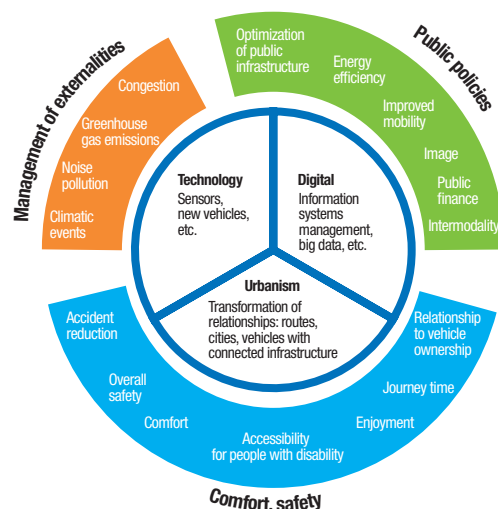 Management of externalities
Congestion
Greenhouse
gas emissions
Noise
pollution
Climatic
events
Public policies
Optimization
of public
infrastructure
Energy
efficiency
Improved
mobility
Image
Public
finance
Intermodality
Technology
Sensors,
new vehicles,
etc.
Digital
Information
systems
management,
big data, etc.
Urbanism
Transformation of
relationships: routes,
cities, vehicles with
connected infrastructure
Accident
reduction
Overall
safety
Comfort
Accessibility
for people with disability
Enjoyment
Journey time
Relationship
to vehicle
ownership
Comfort, safety